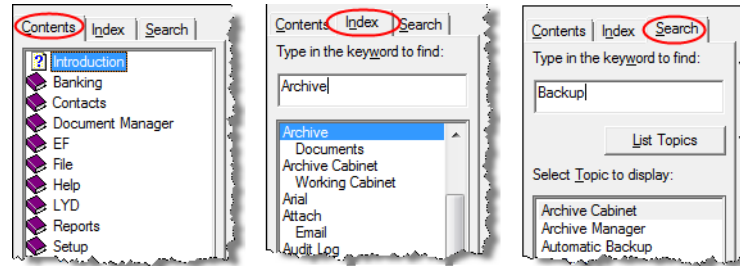 Contents Index Search
Introduction
Banking
Contacts
Document Manager
EF
File
Help
LYD
Reports
Setup
Contents Index Search
Type in the keyword to find:
Archive
Archive
Documents
Archive Cabinet
Working Cabinet
Arial
Attach
Email
Audit Log
Contents Index Search
Type in the keyword to find:
Backup
List Topics
Select Topic to display:
Archive Cabinet
Archive Manager
Automatic Backup